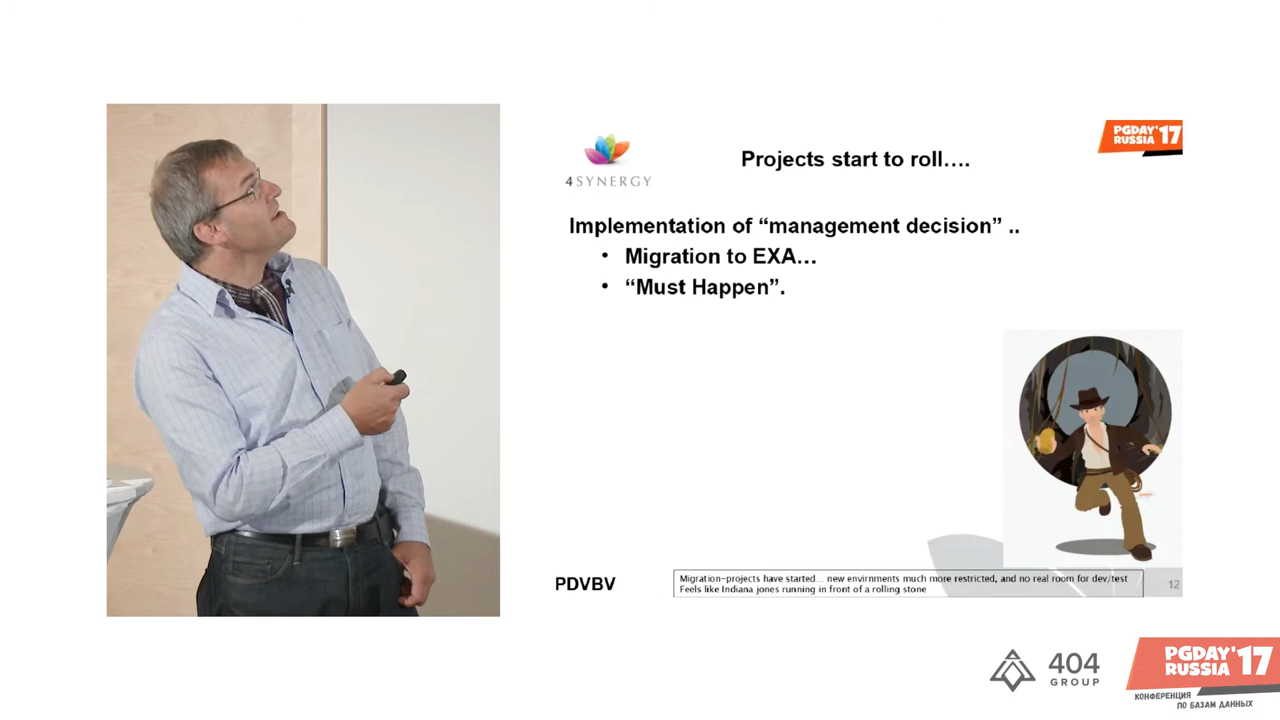 4SYNERGY
Projects start to roll….
PGDAY'17
RUSSIA
Implementation of “management decision” ..
• Migration to EXA…
• “Must Happen”.
PDVBV
Migration-projects have started... new envirnments much more restricted, and no real room for dev/test
Feels like Indiana jones running in front of a rolling stone
12
404
GROUP
PGDAY'17
RUSSIA
КОНФЕРЕНЦИЯ
ПО БАЗАМ ДАННЫХ